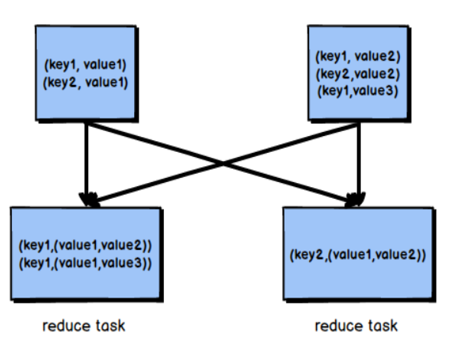 (key1, value1)
(key2, value1)
(key1, value2)
(key2,value2)
(key1,value3)
(key1,(value1,value2))
(key1,(value1,value3))
(key2,(value1,value2))
reduce task
reduce task